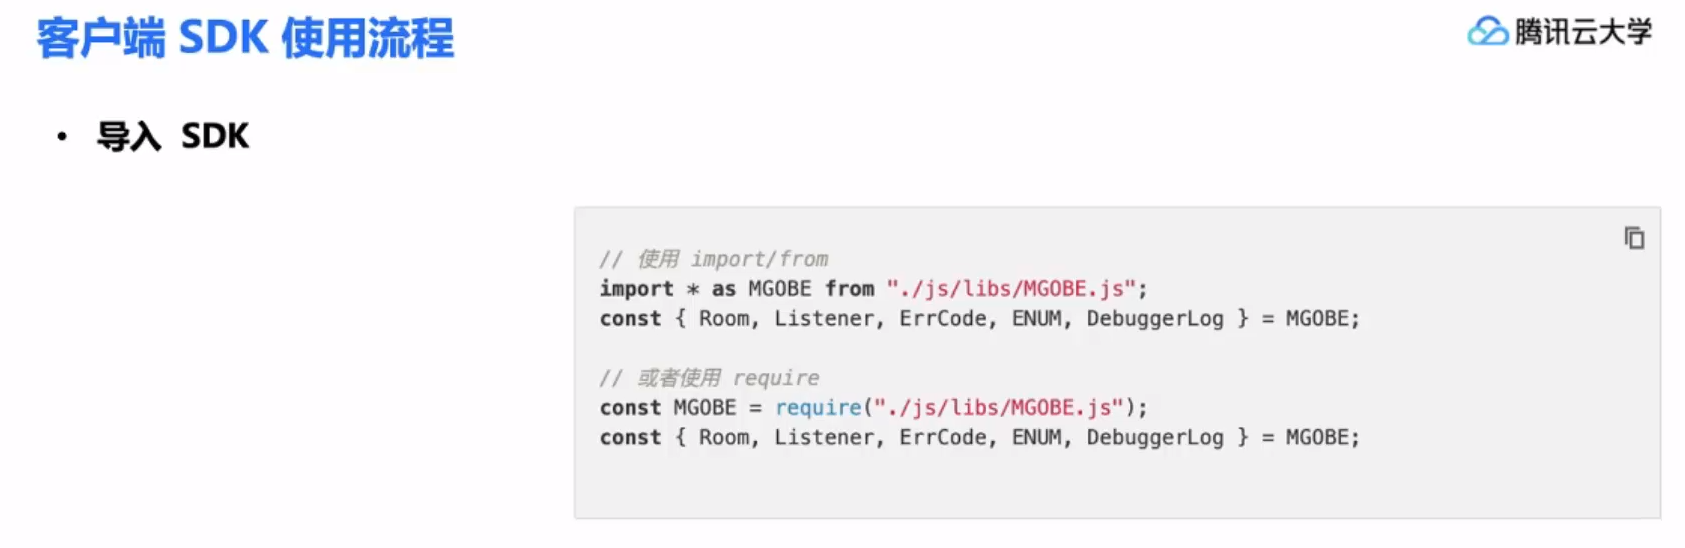 客户端 SDK 使用流程
腾讯云大学
• 导入 SDK
// 使用 import/from
import * as MGOBE from "./js/libs/MGOBE.js";
const { Room, Listener, ErrCode, ENUM, DebuggerLog } = MGOBE;
// 或者使用 require
const MGOBE = require("./js/libs/MGOBE.js");
const { Room, Listener, ErrCode, ENUM, DebuggerLog } = MGOBE;